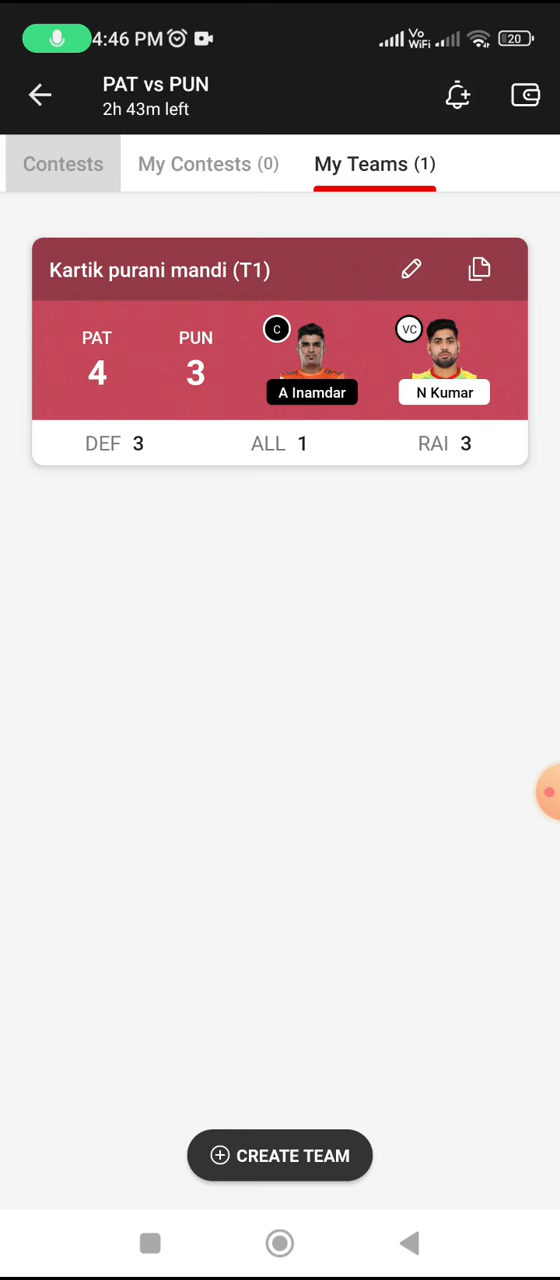 4:46 PM Vo WiFi 20
PAT vs PUN
2h 43m left
Contests My Contests (0) My Teams (1)
Kartik purani mandi (T1)
PAT PUN C VC
4 3
A Inamdar N Kumar
DEF 3 ALL 1 RAI 3
CREATE TEAM